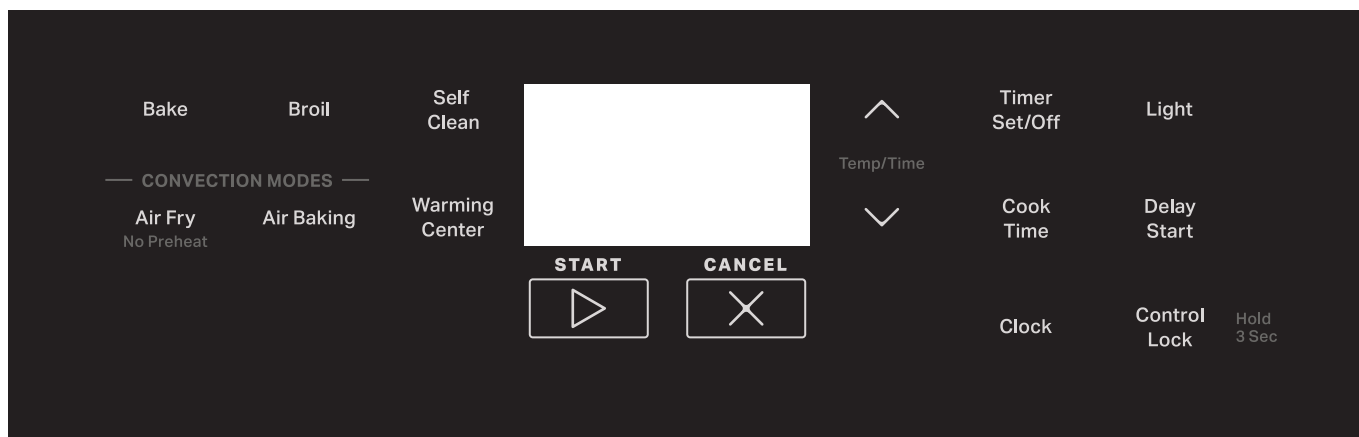 Bake
Broil
Self
Clean
CONVECTION MODES
Air Fry
No Preheat
Air Baking
Warming
Center
START
CANCEL
Temp/Time
Timer
Set/Off
Light
Cook
Time
Delay
Start
Clock
Control
Lock
Hold
3 Sec